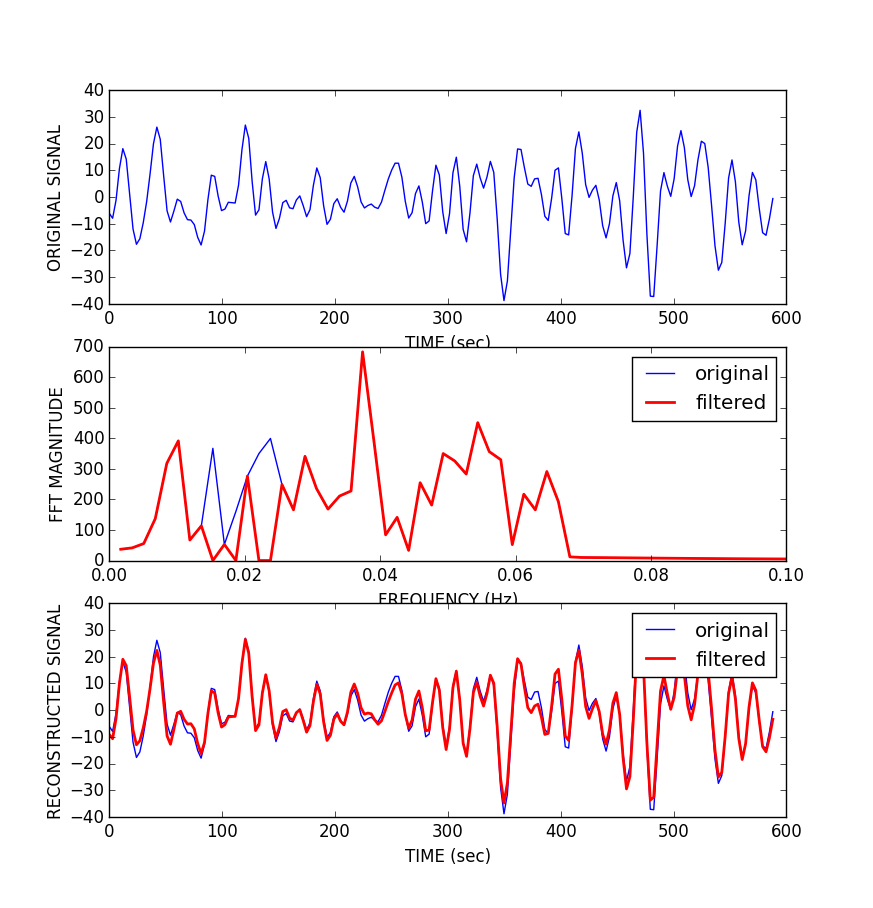 ORIGINAL SIGNAL
40
30
20
10
0
−10
−20
−30
−40
0 100 200 300 400 500 600
TIME (sec)
FFT MAGNITUDE
700
600
500
400
300
200
100
0
0.00 0.02 0.04 0.06 0.08 0.10
FREQUENCY (Hz)
original
filtered
RECONSTRUCTED SIGNAL
40
30
20
10
0
−10
−20
−30
−40
0 100 200 300 400 500 600
TIME (sec)
original
filtered